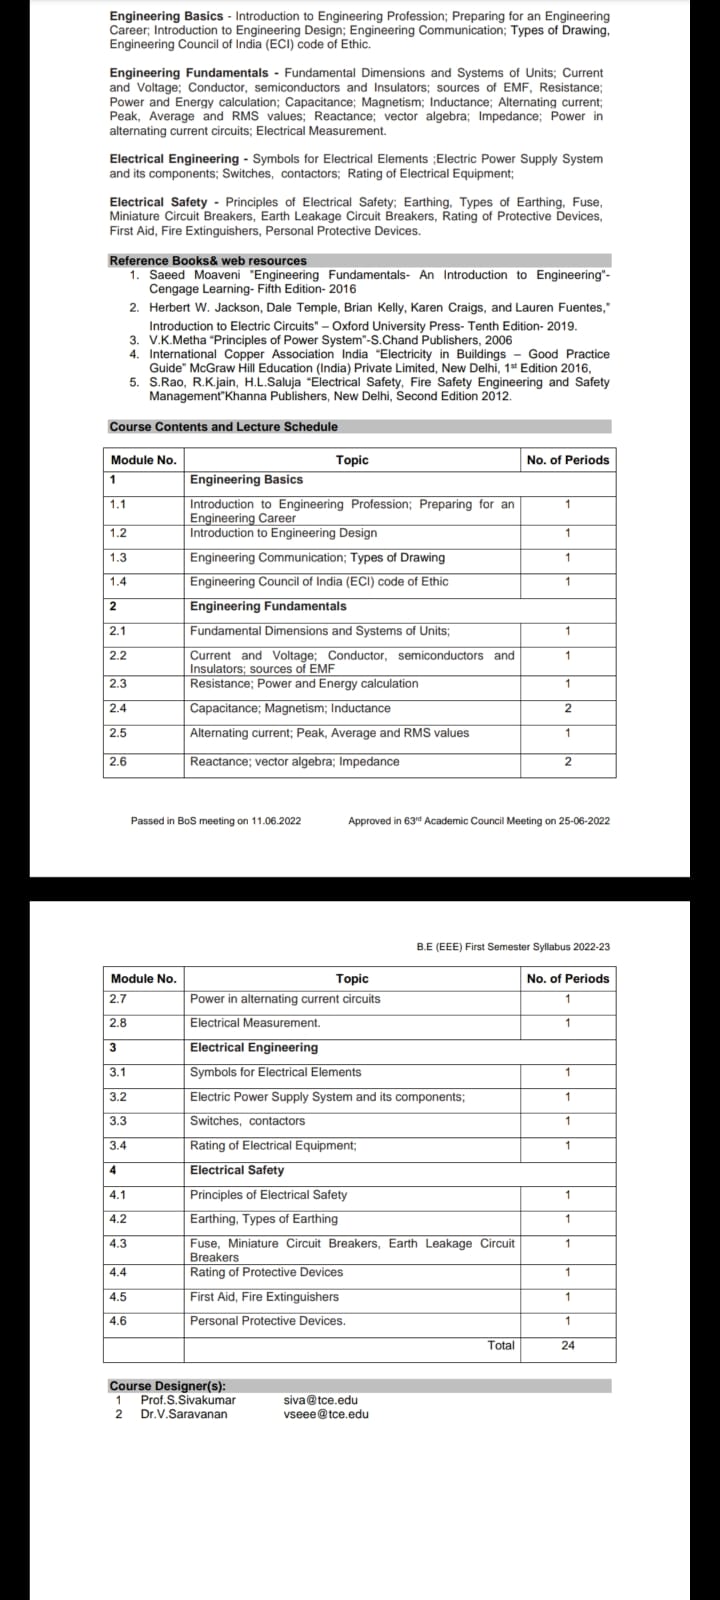 Engineering Basics - Introduction to Engineering Profession; Preparing for an Engineering
Career; Introduction to Engineering Design; Engineering Communication; Types of Drawing,
Engineering Council of India (ECI) code of Ethic.
Engineering Fundamentals - Fundamental Dimensions and Systems of Units; Current
and Voltage; Conductor, semiconductors and Insulators; sources of EMF, Resistance;
Power and Energy calculation; Capacitance; Magnetism; Inductance; Alternating current;
Peak, Average and RMS values; Reactance; vector algebra; Impedance; Power in
alternating current circuits; Electrical Measurement.
Electrical Engineering - Symbols for Electrical Elements ;Electric Power Supply System
and its components; Switches, contactors; Rating of Electrical Equipment;
Electrical Safety - Principles of Electrical Safety; Earthing, Types of Earthing, Fuse,
Miniature Circuit Breakers, Earth Leakage Circuit Breakers, Rating of Protective Devices,
First Aid, Fire Extinguishers, Personal Protective Devices.
Reference Books& web resources
1. Saeed Moaveni "Engineering Fundamentals- An Introduction to Engineering"-
Cengage Learning- Fifth Edition- 2016
2. Herbert W. Jackson, Dale Temple, Brian Kelly, Karen Craigs, and Lauren Fuentes,"
Introduction to Electric Circuits" – Oxford University Press- Tenth Edition- 2019.
3. V.K.Metha "Principles of Power System"-S.Chand Publishers, 2006
4. International Copper Association India "Electricity in Buildings – Good Practice
Guide" McGraw Hill Education (India) Private Limited, New Delhi, 1st Edition 2016,
5. S.Rao, R.K.jain, H.L.Saluja "Electrical Safety, Fire Safety Engineering and Safety
Management"Khanna Publishers, New Delhi, Second Edition 2012.
Course Contents and Lecture Schedule
Module No. Topic No. of Periods
1 Engineering Basics
1.1 Introduction to Engineering Profession; Preparing for an 1
Engineering Career
1.2 Introduction to Engineering Design 1
1.3 Engineering Communication; Types of Drawing 1
1.4 Engineering Council of India (ECI) code of Ethic 1
2 Engineering Fundamentals
2.1 Fundamental Dimensions and Systems of Units; 1
2.2 Current and Voltage; Conductor, semiconductors and 1
Insulators; sources of EMF
2.3 Resistance; Power and Energy calculation 1
2.4 Capacitance; Magnetism; Inductance 2
2.5 Alternating current; Peak, Average and RMS values 1
2.6 Reactance; vector algebra; Impedance 2
Passed in BoS meeting on 11.06.2022 Approved in 63rd Academic Council Meeting on 25-06-2022
B.E (EEE) First Semester Syllabus 2022-23
Module No. Topic No. of Periods
2.7 Power in alternating current circuits 1
2.8 Electrical Measurement. 1
3 Electrical Engineering
3.1 Symbols for Electrical Elements 1
3.2 Electric Power Supply System and its components; 1
3.3 Switches, contactors 1
3.4 Rating of Electrical Equipment; 1
4 Electrical Safety
4.1 Principles of Electrical Safety 1
4.2 Earthing, Types of Earthing 1
4.3 Fuse, Miniature Circuit Breakers, Earth Leakage Circuit 1
Breakers
4.4 Rating of Protective Devices 1
4.5 First Aid, Fire Extinguishers 1
4.6 Personal Protective Devices. 1
Total 24
Course Designer(s):
1 Prof.S.Sivakumar siva@tce.edu
2 Dr.V.Saravanan vseee@tce.edu